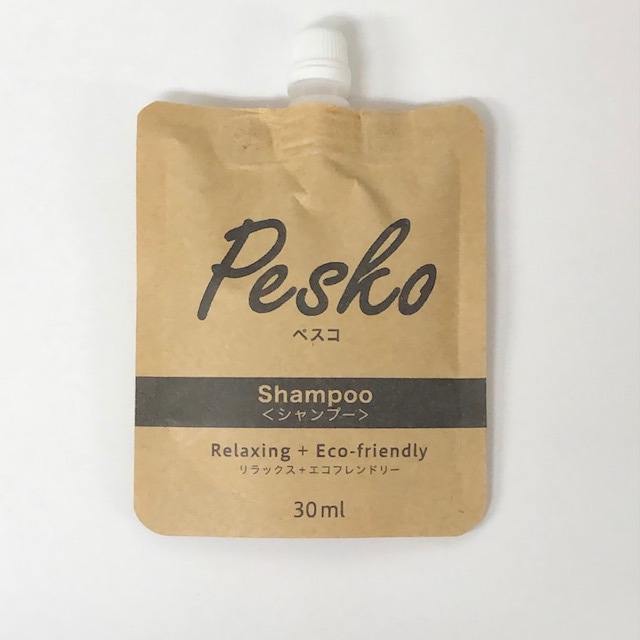 Pesko
ペスコ
Shampoo
＜シャンプー＞
Relaxing + Eco-friendly
リラックス＋エコフレンドリー
30ml